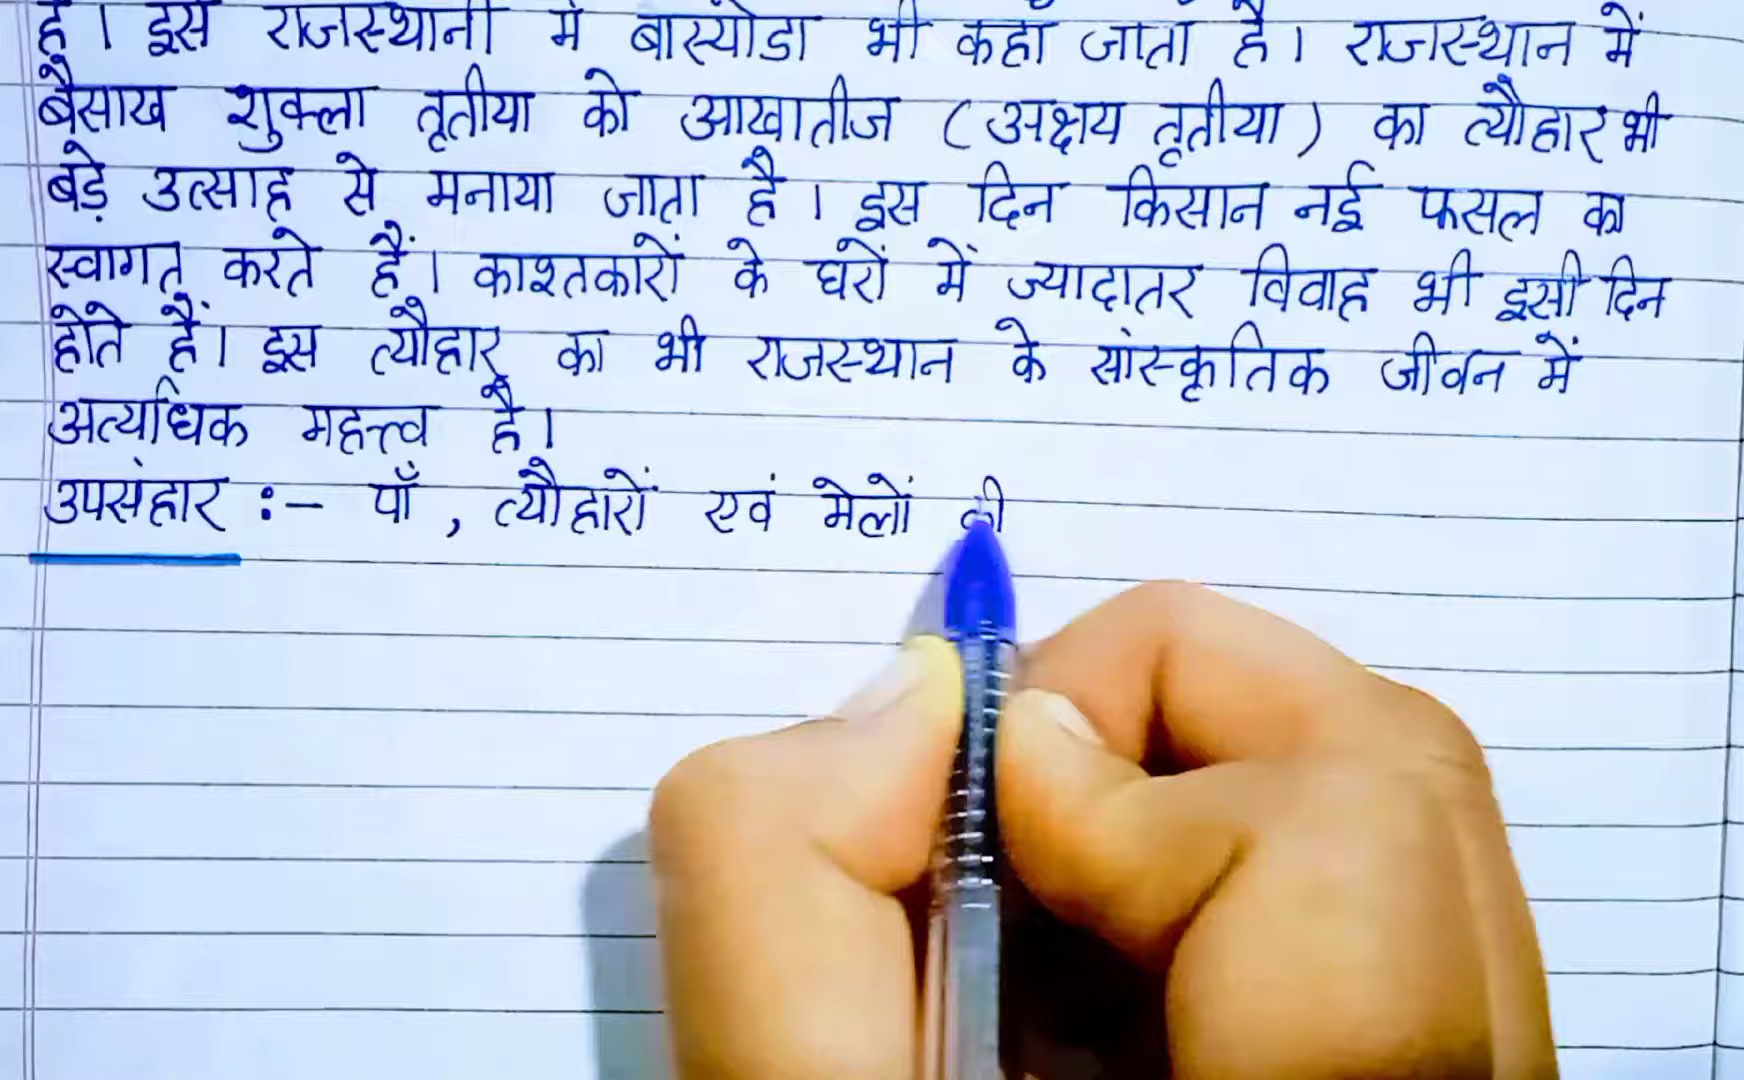 है। इसे राजस्थानी में बास्योडा भी कहा जाता है। राजस्थान में
बैसाख शुक्ला तृतीया को आखातीज (अक्षय तृतीया) का त्यौहार भी
बड़े उत्साह से मनाया जाता है। इस दिन किसान नई फसल का
स्वागत करते हैं। काश्तकारों के घरों में ज्यादातर विवाह भी इसी दिन
होते हैं। इस त्यौहार का भी राजस्थान के सांस्कृतिक जीवन में
अत्यधिक महत्त्व है।
उपसंहार :- पाँ, त्यौहारों एवं मेलों की